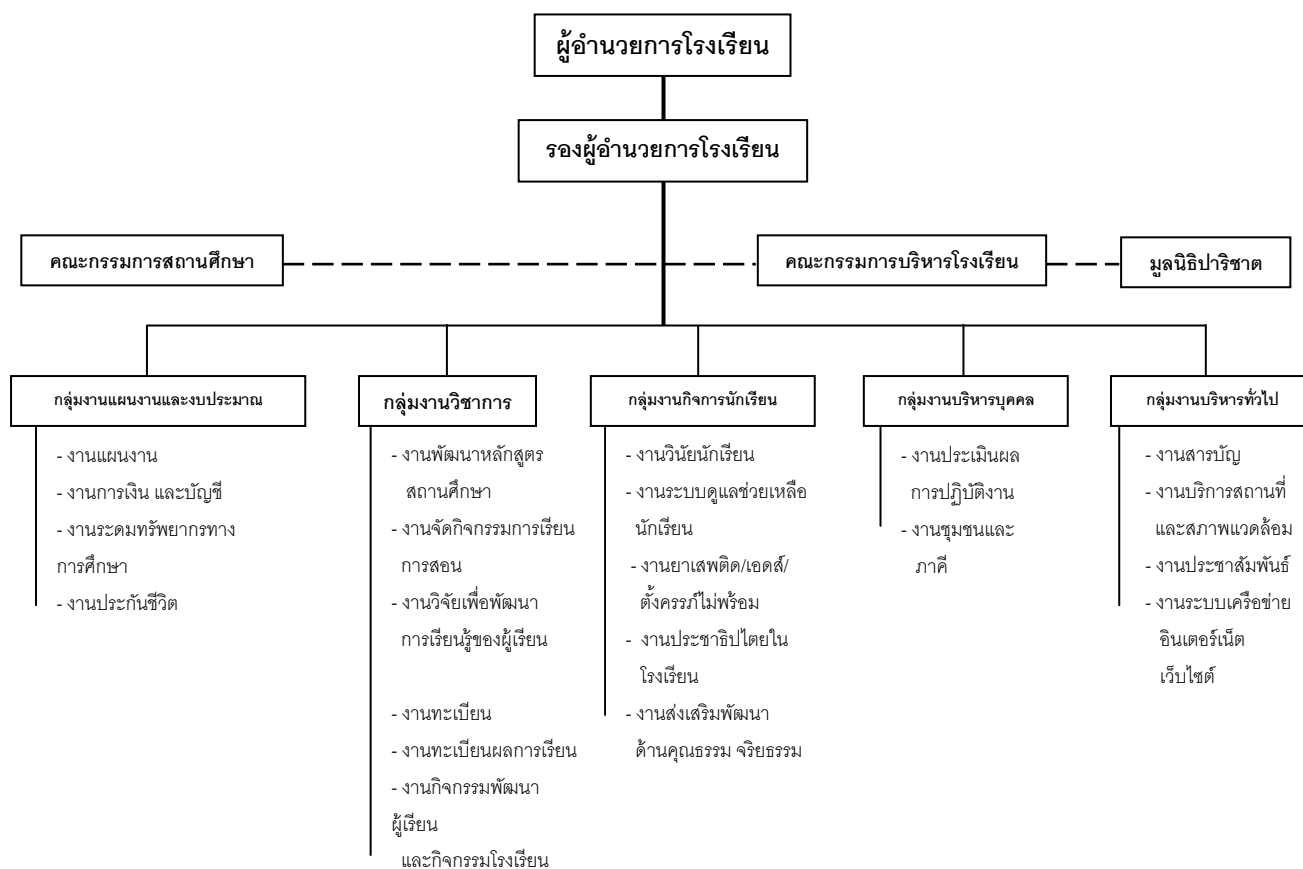 ผู้อำนวยการโรงเรียน
รองผู้อำนวยการโรงเรียน
คณะกรรมการสถานศึกษา
คณะกรรมการบริหารโรงเรียน
มูลนิธิปาริชาต
กลุ่มงานแผนงานและงบประมาณ
- งานแผนงาน
- งานการเงิน และบัญชี
- งานระดมทรัพยากรทาง
การศึกษา
- งานประกันชีวิต
กลุ่มงานวิชาการ
- งานพัฒนาหลักสูตร
สถานศึกษา
- งานจัดกิจกรรมการเรียน
การสอน
- งานวิจัยเพื่อพัฒนา
การเรียนรู้ของผู้เรียน
- งานทะเบียน
- งานทะเบียนผลการเรียน
- งานกิจกรรมพัฒนา
ผู้เรียน
และกิจกรรมโรงเรียน
กลุ่มงานกิจการนักเรียน
- งานวินัยนักเรียน
- งานระบบดูแลช่วยเหลือ
นักเรียน
- งานยาเสพติด/เอดส์/
ตั้งครรภ์ไม่พร้อม
- งานประชาธิปไตยใน
โรงเรียน
- งานส่งเสริมพัฒนา
ด้านคุณธรรม จริยธรรม
กลุ่มงานบริหารบุคคล
- งานประเมินผล
การปฏิบัติงาน
- งานชุมชนและ
ภาคี
กลุ่มงานบริหารทั่วไป
- งานสารบัญ
- งานบริการสถานที่
และสภาพแวดล้อม
- งานประชาสัมพันธ์
- งานระบบเครือข่าย
อินเตอร์เน็ต
เว็บไซต์